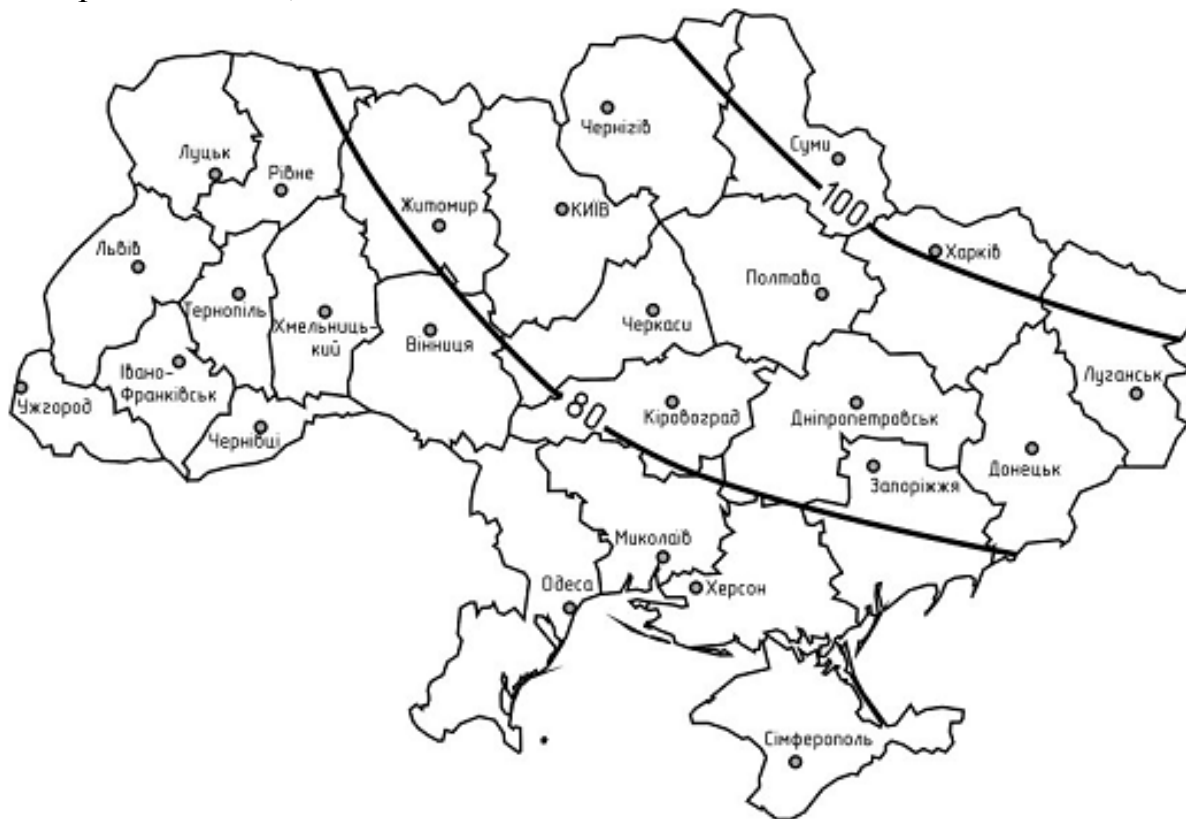 Чернігів
Суми
Луцьк
Рівне
Житомир
КИЇВ
100
Харків
Львів
Тернопіль
Хмельниць-
кий
Вінниця
Черкаси
Полтава
Івано-
Франківськ
Ужгород
Чернівці
80
Кіровоград
Дніпропетровськ
Луганськ
Донецьк
Запоріжжя
Миколаїв
Одеса
Херсон
Сімферополь